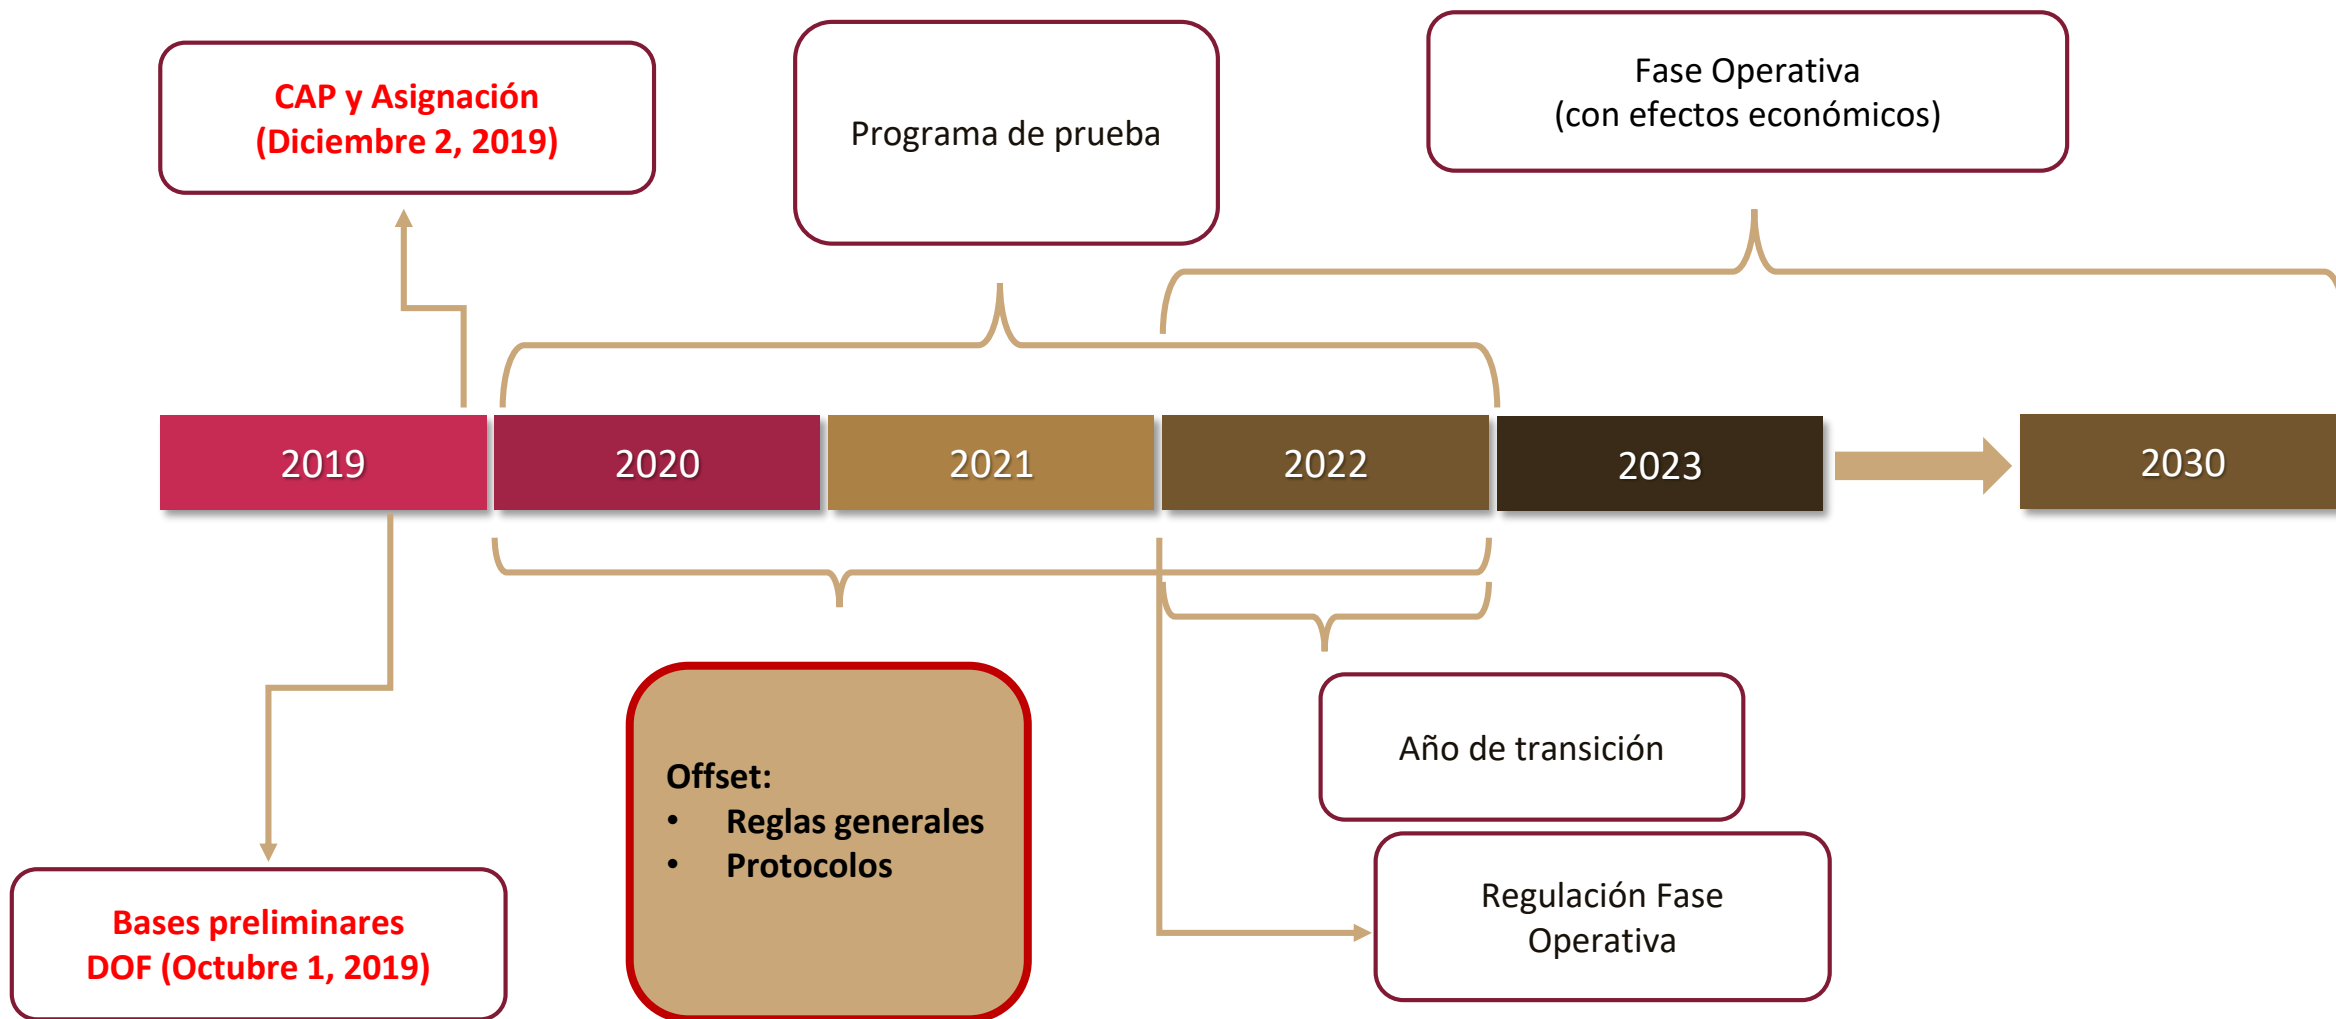 CAP y Asignación
(Diciembre 2, 2019)
Programa de prueba
Fase Operativa
(con efectos económicos)
2019
2020
2021
2022
2023
2030
Offset:
• Reglas generales
• Protocolos
Año de transición
Regulación Fase
Operativa
Bases preliminares
DOF (Octubre 1, 2019)